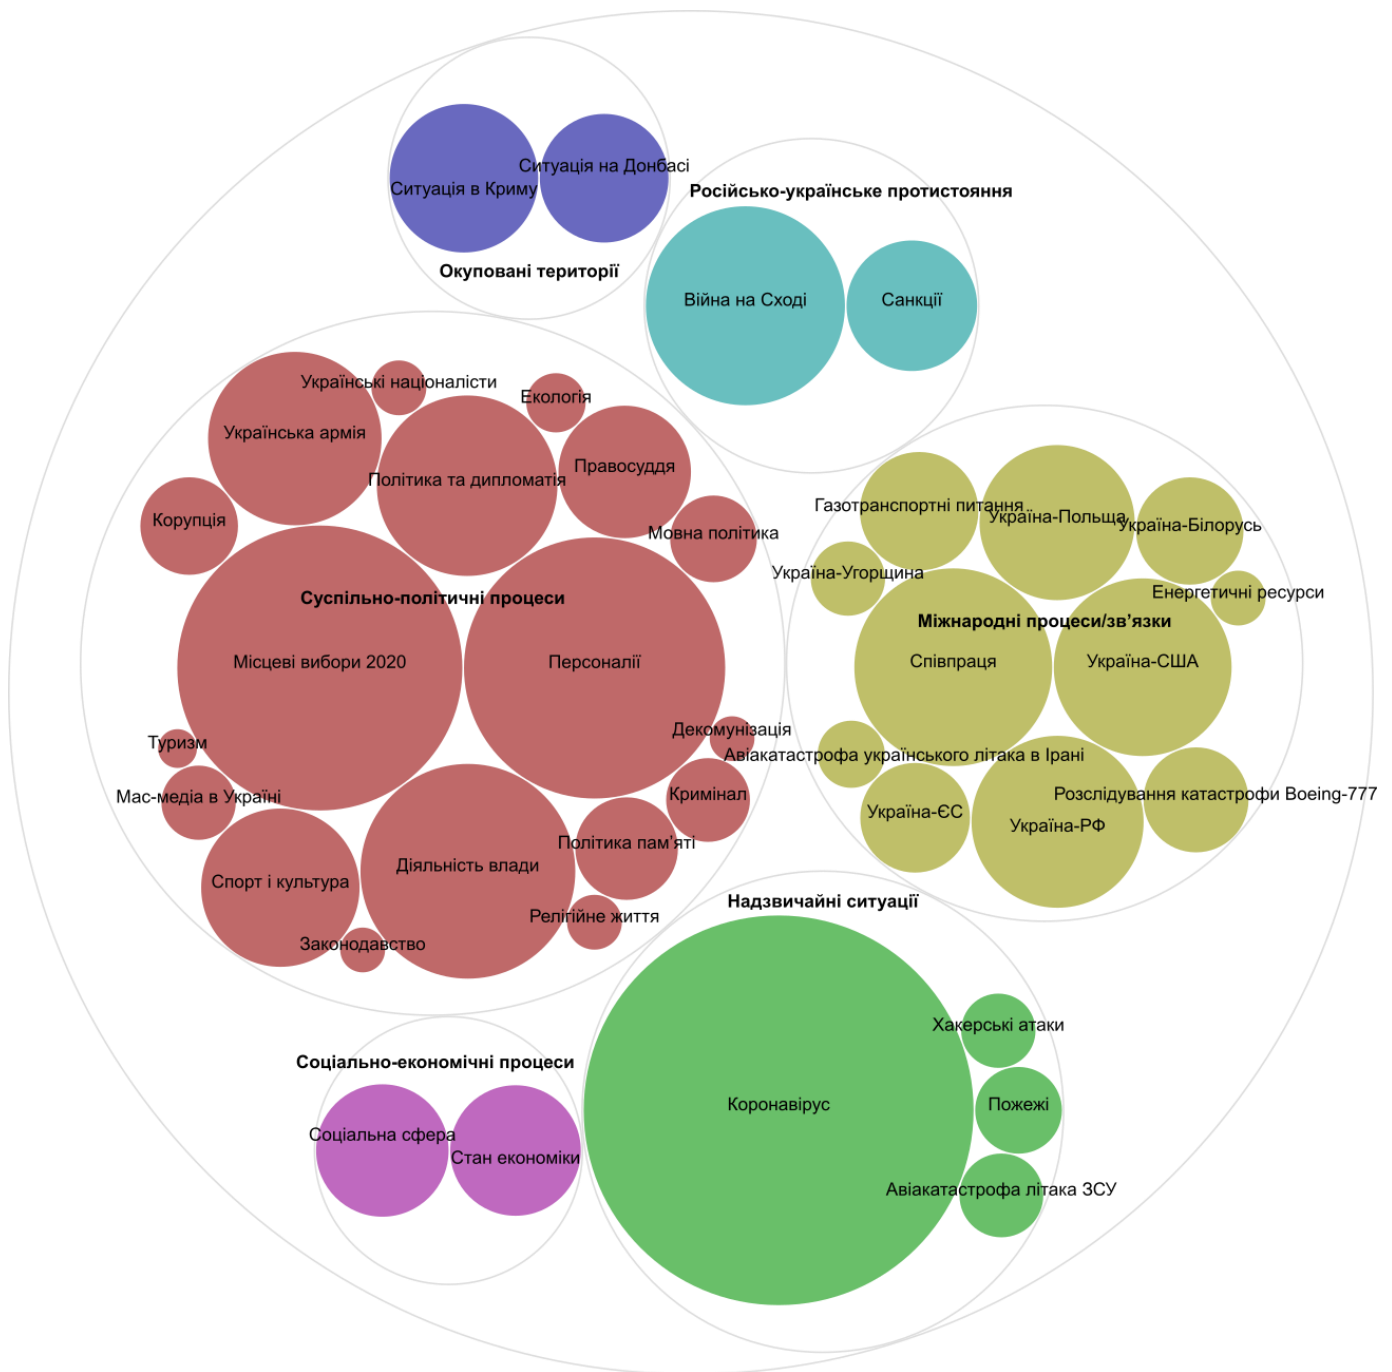 Ситуація на Донбасі
Ситуація в Криму
Окуповані території
Російсько-українське протистояння
Війна на Сході
Санкції
Українські націоналісти
Екологія
Українська армія
Політика та дипломатія
Правосуддя
Корупція
Мовна політика
Суспільно-політичні процеси
Місцеві вибори 2020
Персоналії
Декомунізація
Туризм
Мас-медіа в Україні
Кримінал
Політика пам’яті
Діяльність влади
Спорт і культура
Релігійне життя
Законодавство
Газотранспортні питання
Україна-Польща
Україна-Білорусь
Україна-Угорщина
Енергетичні ресурси
Міжнародні процеси/зв’язки
Співпраця
Україна-США
Авіакатастрофа українського літака в Ірані
Розслідування катастрофи Boeing-777
Україна-ЄС
Україна-РФ
Надзвичайні ситуації
Хакерські атаки
Коронавірус
Пожежі
Авіакатастрофа літака ЗСУ
Соціально-економічні процеси
Соціальна сфера
Стан економіки